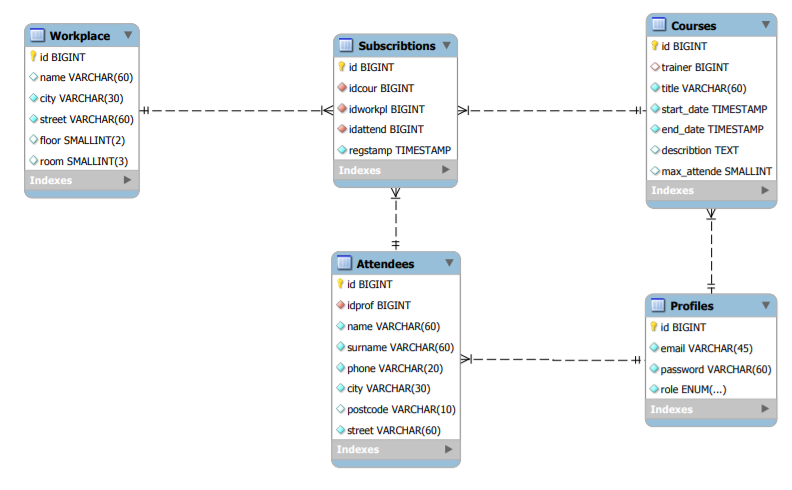 Workplace
id BIGINT
name VARCHAR(60)
city VARCHAR(30)
street VARCHAR(60)
floor SMALLINT(2)
room SMALLINT(3)
Indexes
Subscribtions
id BIGINT
idcour BIGINT
idworkpl BIGINT
idattend BIGINT
regstamp TIMESTAMP
Indexes
Courses
id BIGINT
trainer BIGINT
title VARCHAR(60)
start_date TIMESTAMP
end_date TIMESTAMP
describtion TEXT
max_attende SMALLINT
Indexes
Attendees
id BIGINT
idprof BIGINT
name VARCHAR(60)
surname VARCHAR(60)
phone VARCHAR(20)
city VARCHAR(30)
postcode VARCHAR(10)
street VARCHAR(60)
Indexes
Profiles
id BIGINT
email VARCHAR(45)
password VARCHAR(60)
role ENUM(...)
Indexes